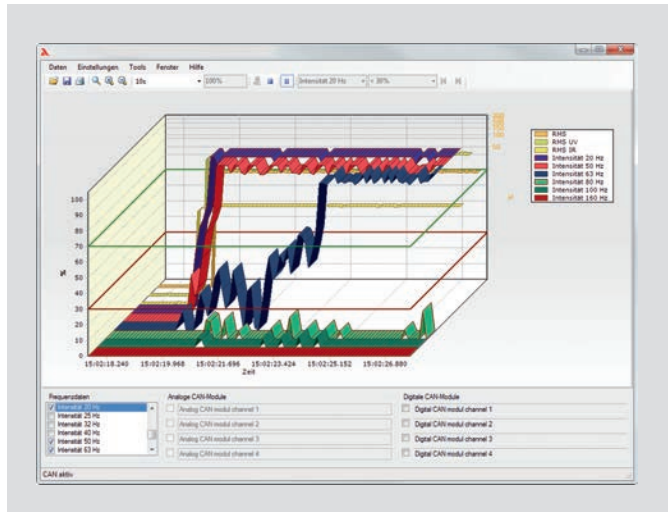 Daten Einstellungen Tools Fenster Hilfe
10s 100% Intensität 20 Hz < 30%
RHS
RHS UV
RHS IR
Intensität 20 Hz
Intensität 50 Hz
Intensität 63 Hz
Intensität 80 Hz
Intensität 100 Hz
Intensität 160 Hz
100
90
80
70
60
50
40
30
20
10
0
%
%
15:02:18.240 15:02:19.968 15:02:21.696 15:02:23.424 15:02:25.152 15:02:26.880
Zeit
Frequenzdaten Analoge CAN-Module Digitale CAN-Module
Intensität 20 Hz
Intensität 25 Hz
Intensität 32 Hz
Intensität 40 Hz
Intensität 50 Hz
Intensität 63 Hz
Analog CAN modul channel 1
Analog CAN modul channel 2
Analog CAN modul channel 3
Analog CAN modul channel 4
Digital CAN modul channel 1
Digital CAN modul channel 2
Digital CAN modul channel 3
Digital CAN modul channel 4
CAN aktiv